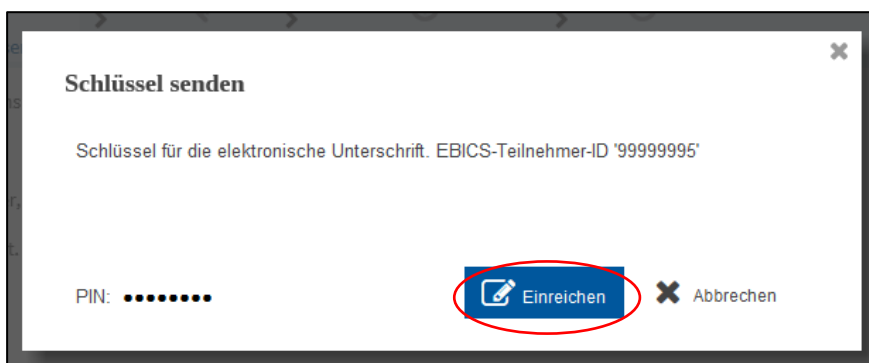 Schlüssel senden
Schlüssel für die elektronische Unterschrift. EBICS-Teilnehmer-ID '99999995'
PIN: ●●●●●●●●
Einreichen
Abbrechen